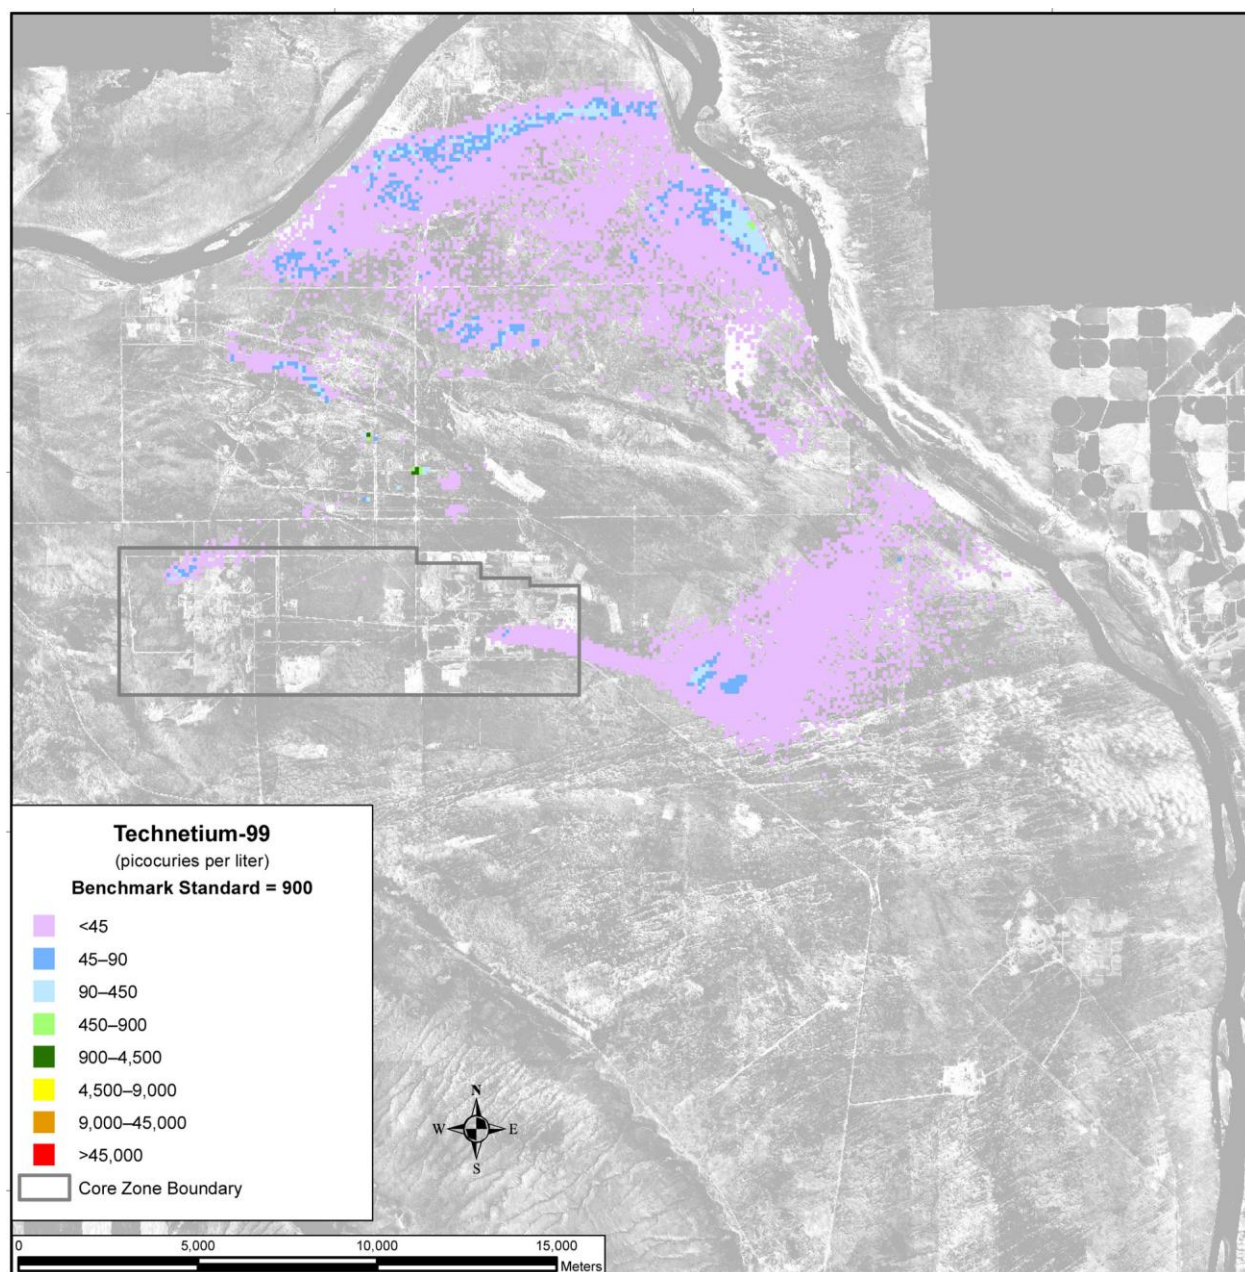 Technetium-99
(picocuries per liter)
Benchmark Standard = 900
<45
45–90
90–450
450–900
900–4,500
4,500–9,000
9,000–45,000
>45,000
Core Zone Boundary
N
W E
S
0 5,000 10,000 15,000
Meters